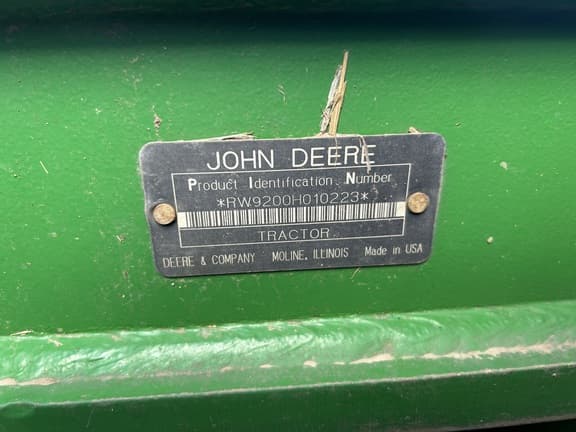 JOHN DEERE
Product Identification Number
*RW9200H010223*
TRACTOR
DEERE & COMPANY MOLINE, ILLINOIS Made in USA